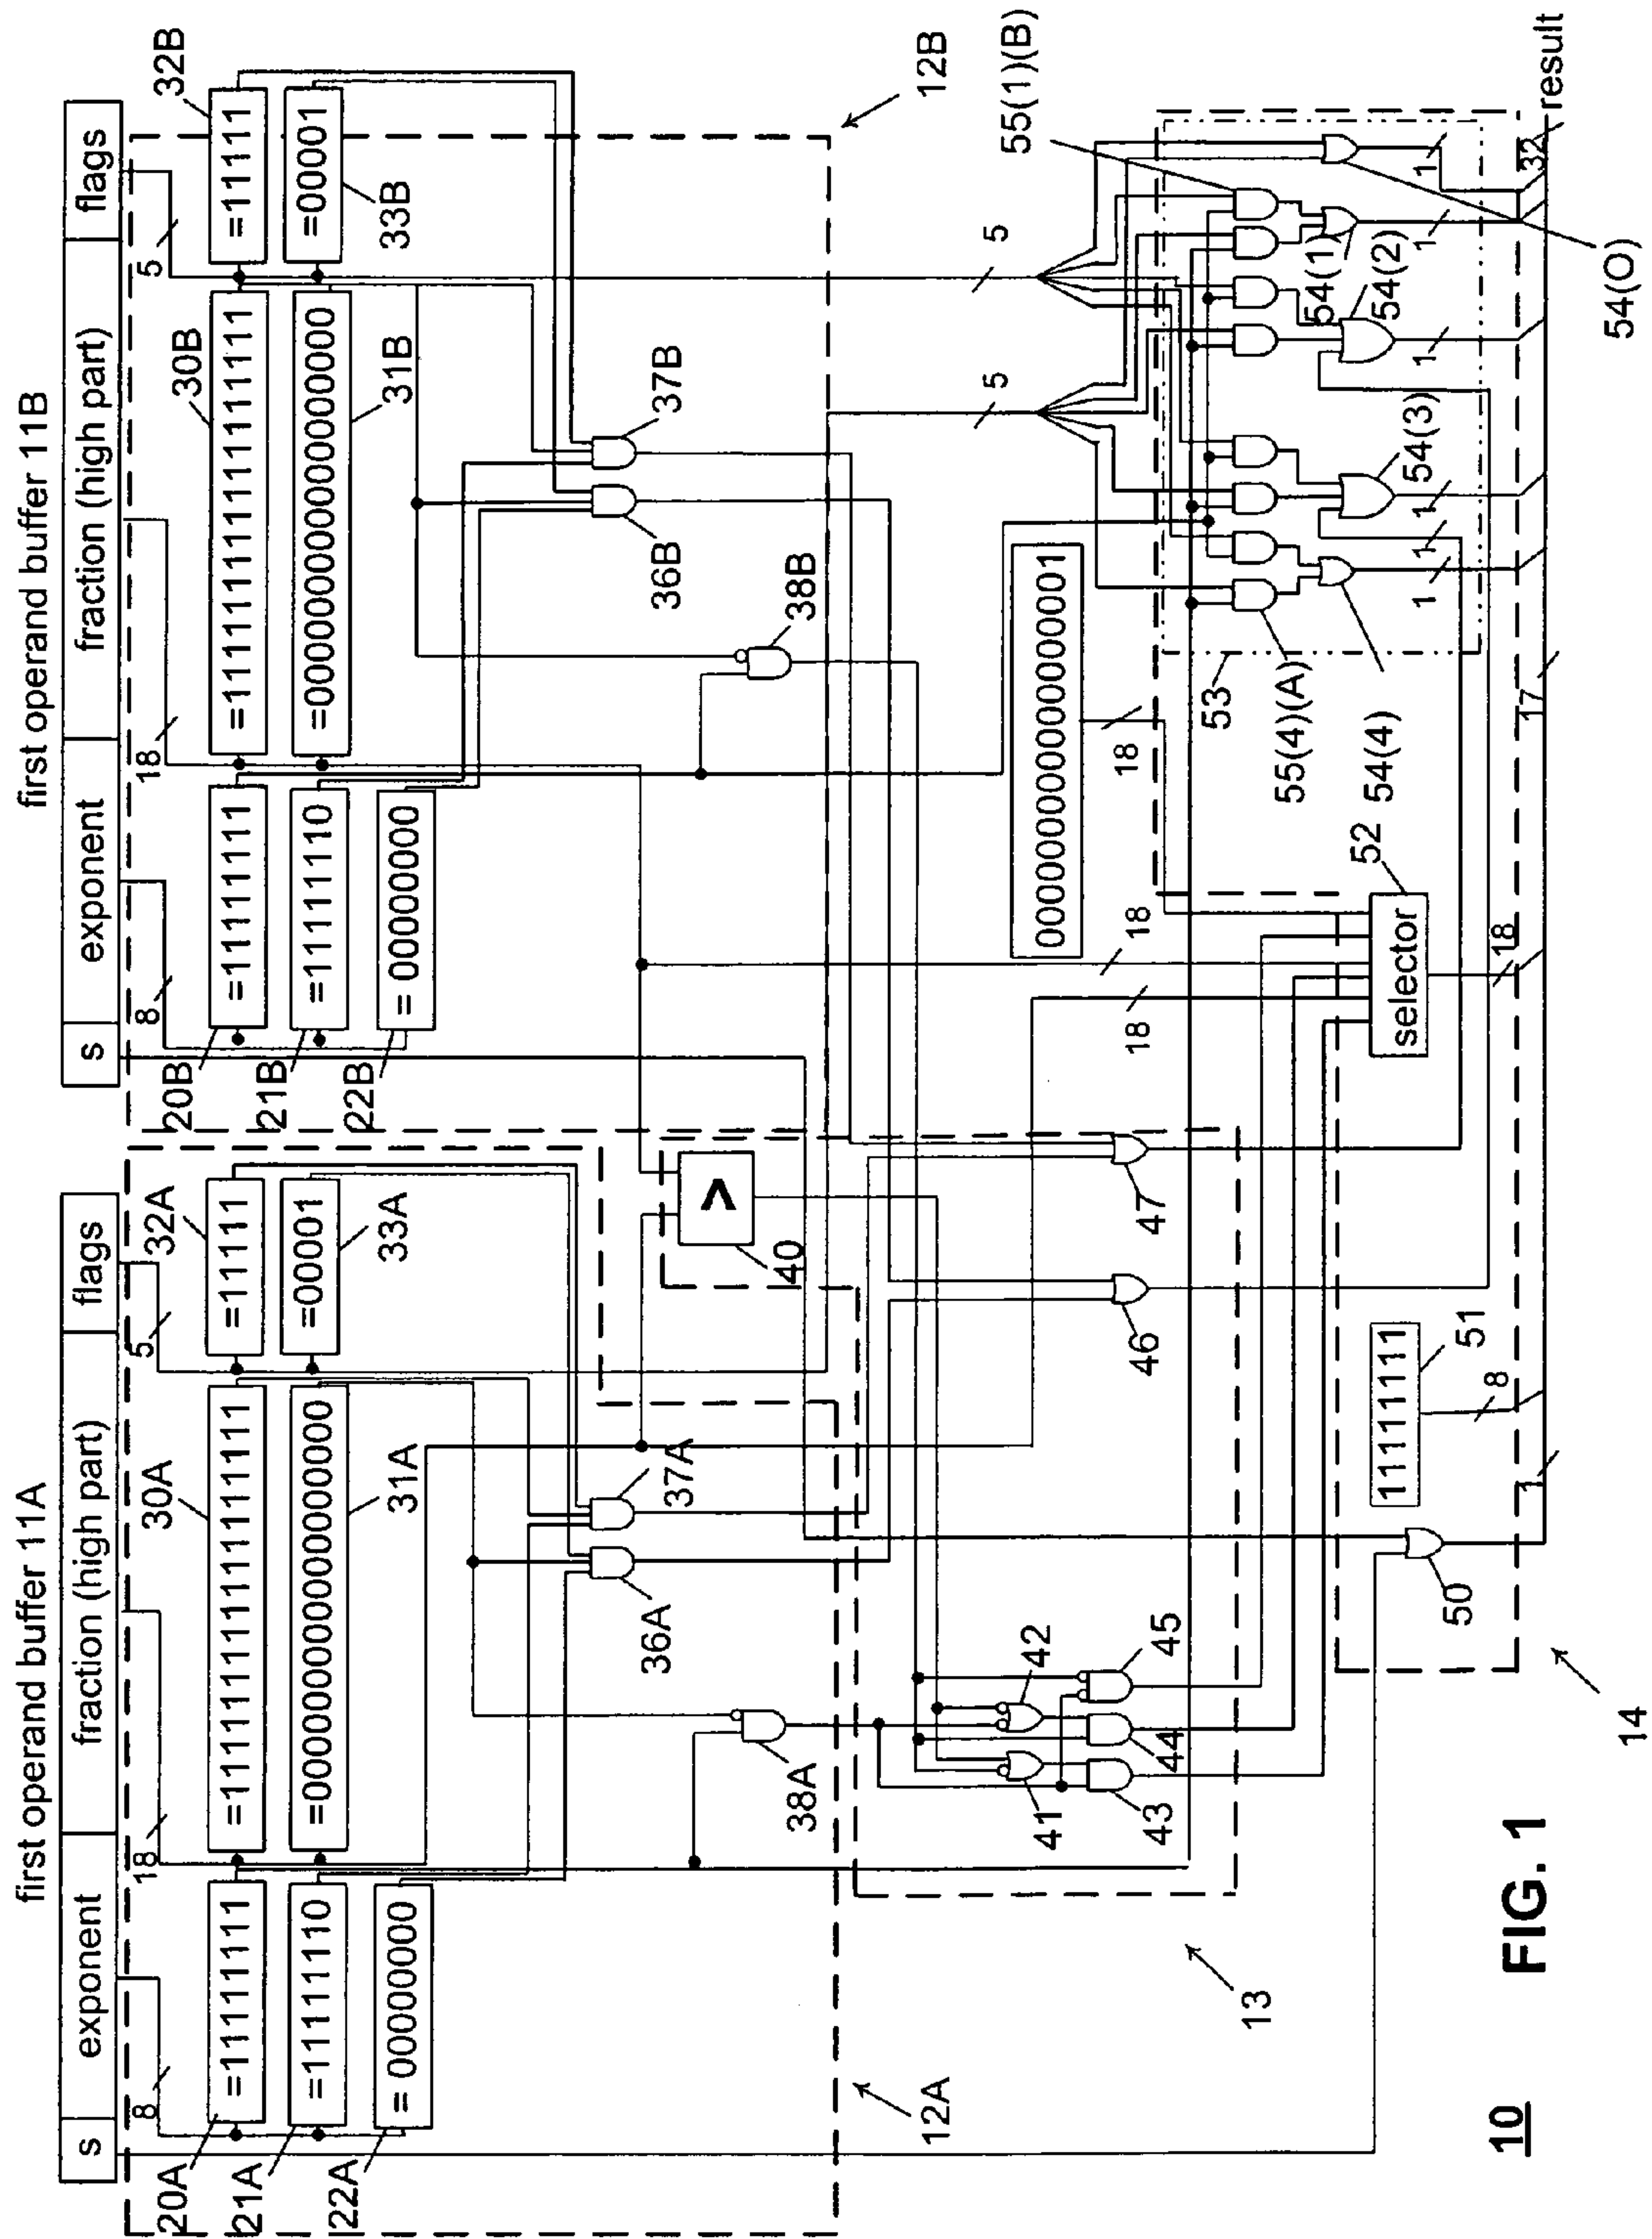 first operand buffer 11A
s
exponent
fraction (high part)
flags
8
18
5
20A
=11111111
30A
=111111111111111111
32A
=11111
21A
=11111110
31A
=000000000000000000
33A
=00001
22A
= 00000000
36A
37A
38A
12A
first operand buffer 11B
s
exponent
fraction (high part)
flags
8
18
5
20B
=11111111
30B
=111111111111111111
32B
=11111
21B
=11111110
31B
=000000000000000000
33B
=00001
22B
= 00000000
36B
37B
38B
12B
>
40
41
42
43
44
45
46
47
13
000000000000000001
18
18
18
5
5
55(1)(B)
53
55(4)(A)
54(4)
54(3)
54(2)
54(1)
54(O)
1
1
1
1
1
1
50
11111111
51
8
selector
52
18
1
17
32
result
14
10
FIG. 1